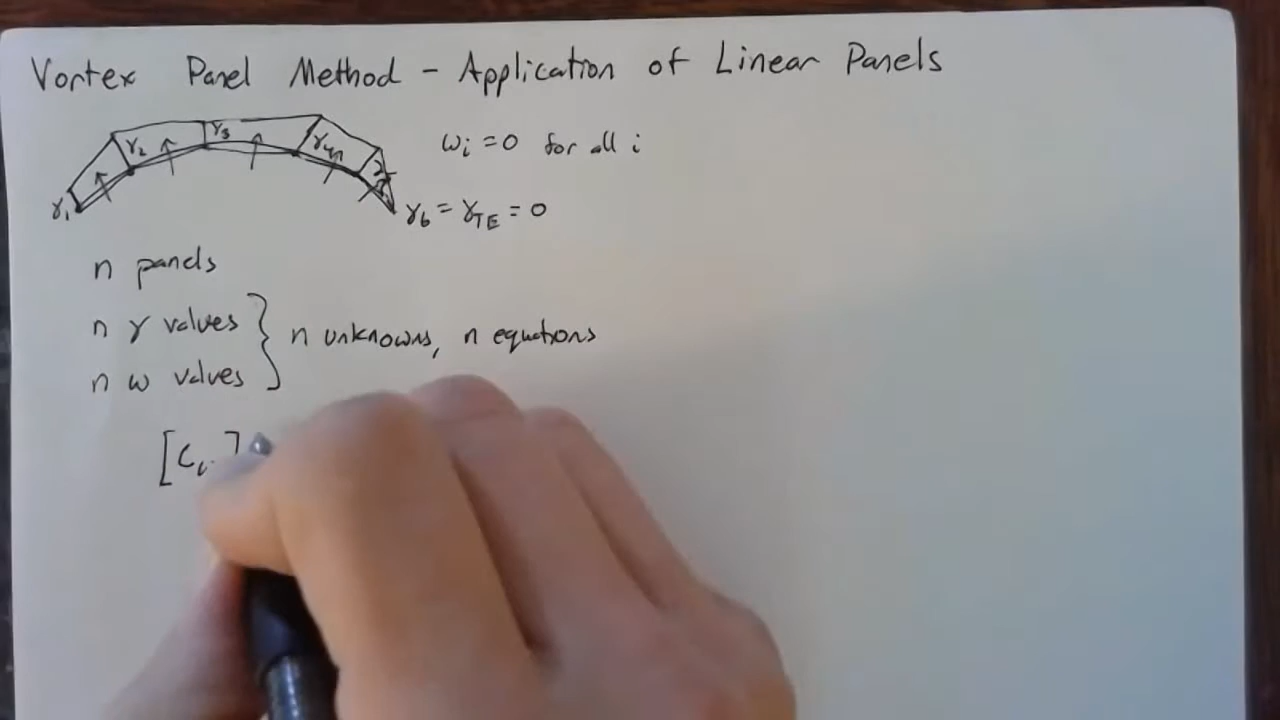 Vortex Panel Method - Application of Linear Panels
γ₂ γ₃
ωᵢ = 0 for all i
γ₁
γ₆ = γTE = 0
n panels
n γ values
n unknowns, n equations
n ω values
[Cᵢ ]